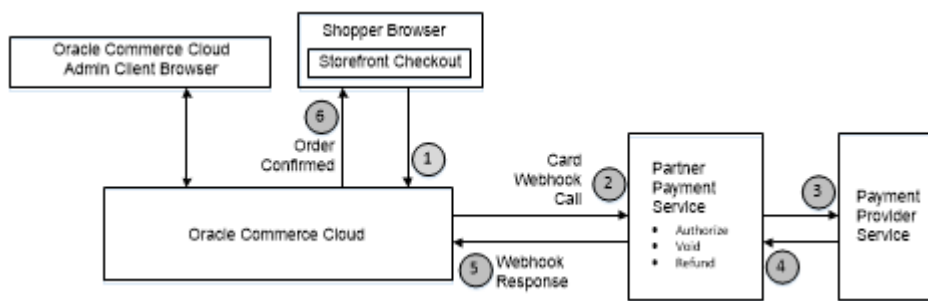 Oracle Commerce Cloud
Admin Client Browser
Shopper Browser
Storefront Checkout
6
Order
Confirmed
1
Card
Webhook
Call
2
Partner
Payment
Service
• Authorize
• Void
• Refund
3
Payment
Provider
Service
Oracle Commerce Cloud
5
Webhook
Response
4